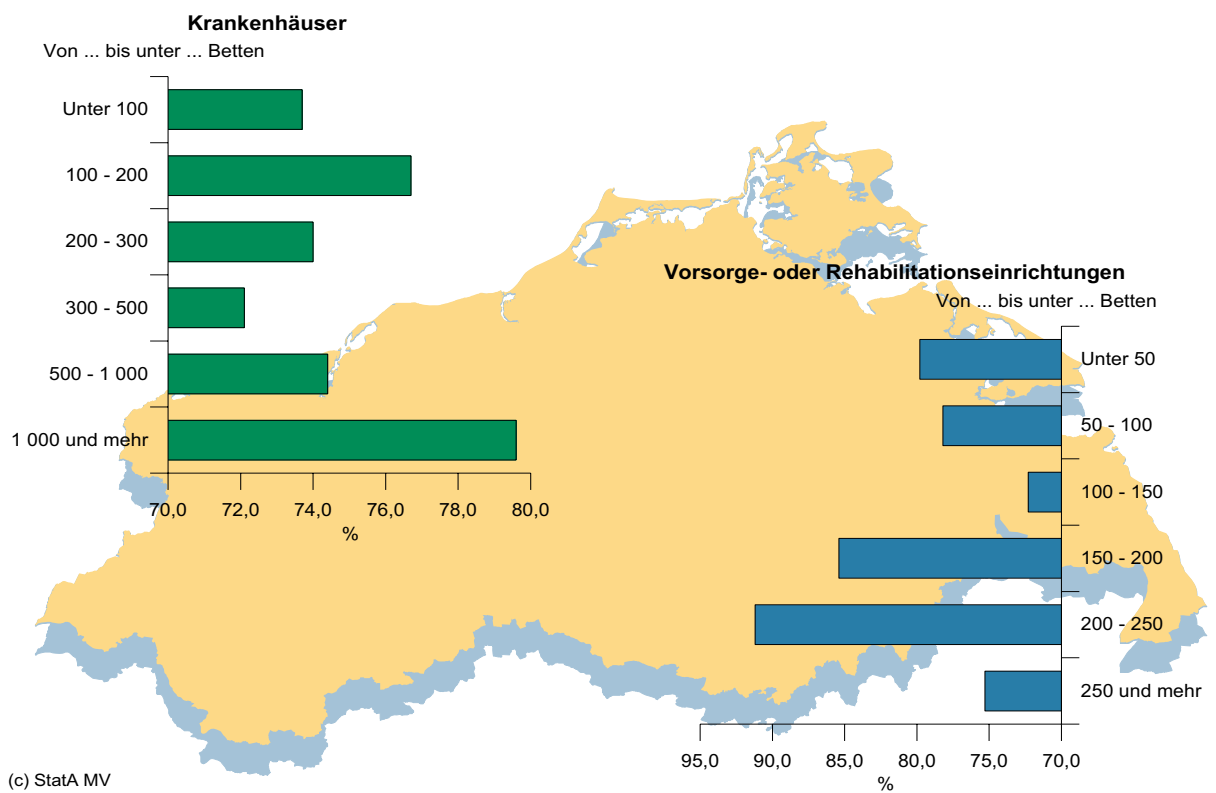 Krankenhäuser
Von ... bis unter ... Betten
Unter 100
100 - 200
200 - 300
300 - 500
500 - 1 000
1 000 und mehr
70,0 72,0 74,0 76,0 78,0 80,0
%
Vorsorge- oder Rehabilitationseinrichtungen
Von ... bis unter ... Betten
Unter 50
50 - 100
100 - 150
150 - 200
200 - 250
250 und mehr
95,0 90,0 85,0 80,0 75,0 70,0
%
(c) StatA MV